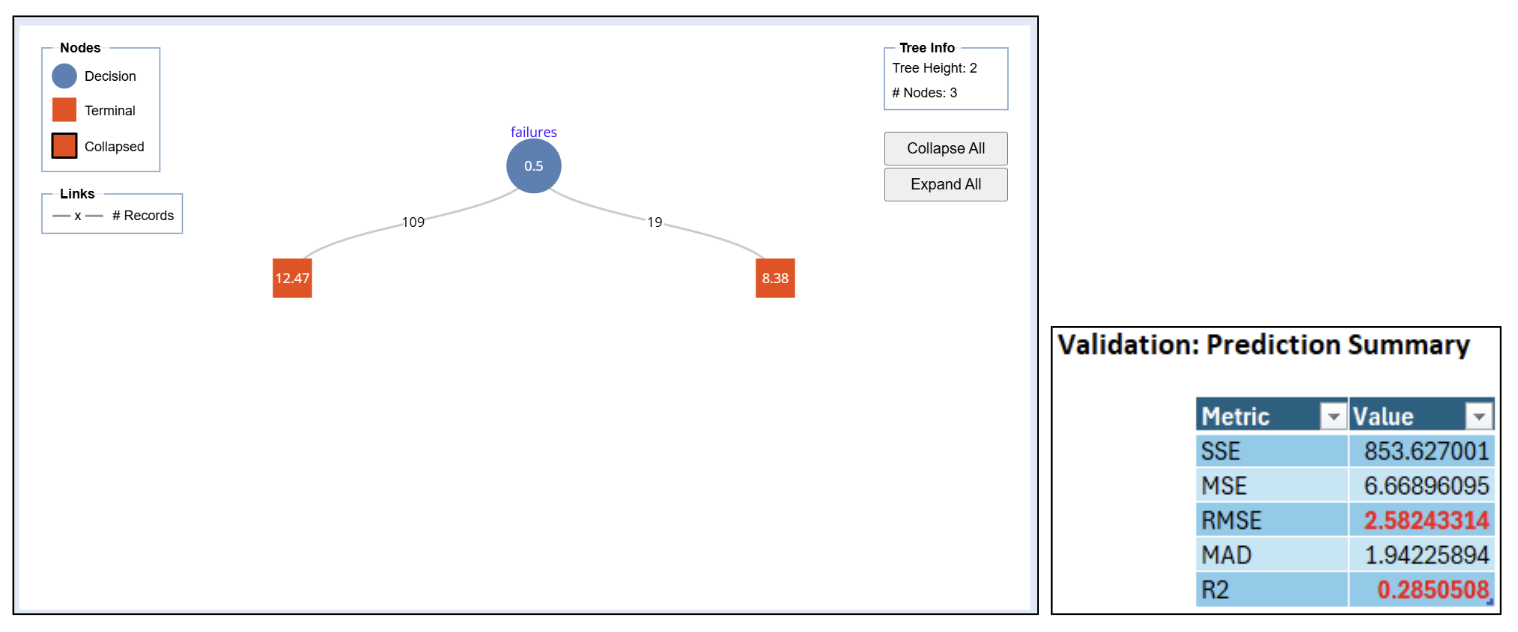 Nodes
Decision
Terminal
Collapsed
Links
x # Records
Tree Info
Tree Height: 2
# Nodes: 3
Collapse All
Expand All
failures
0.5
109 19
12.47 8.38
Validation: Prediction Summary
Metric Value
SSE 853.627001
MSE 6.66896095
RMSE 2.58243314
MAD 1.94225894
R2 0.2850508